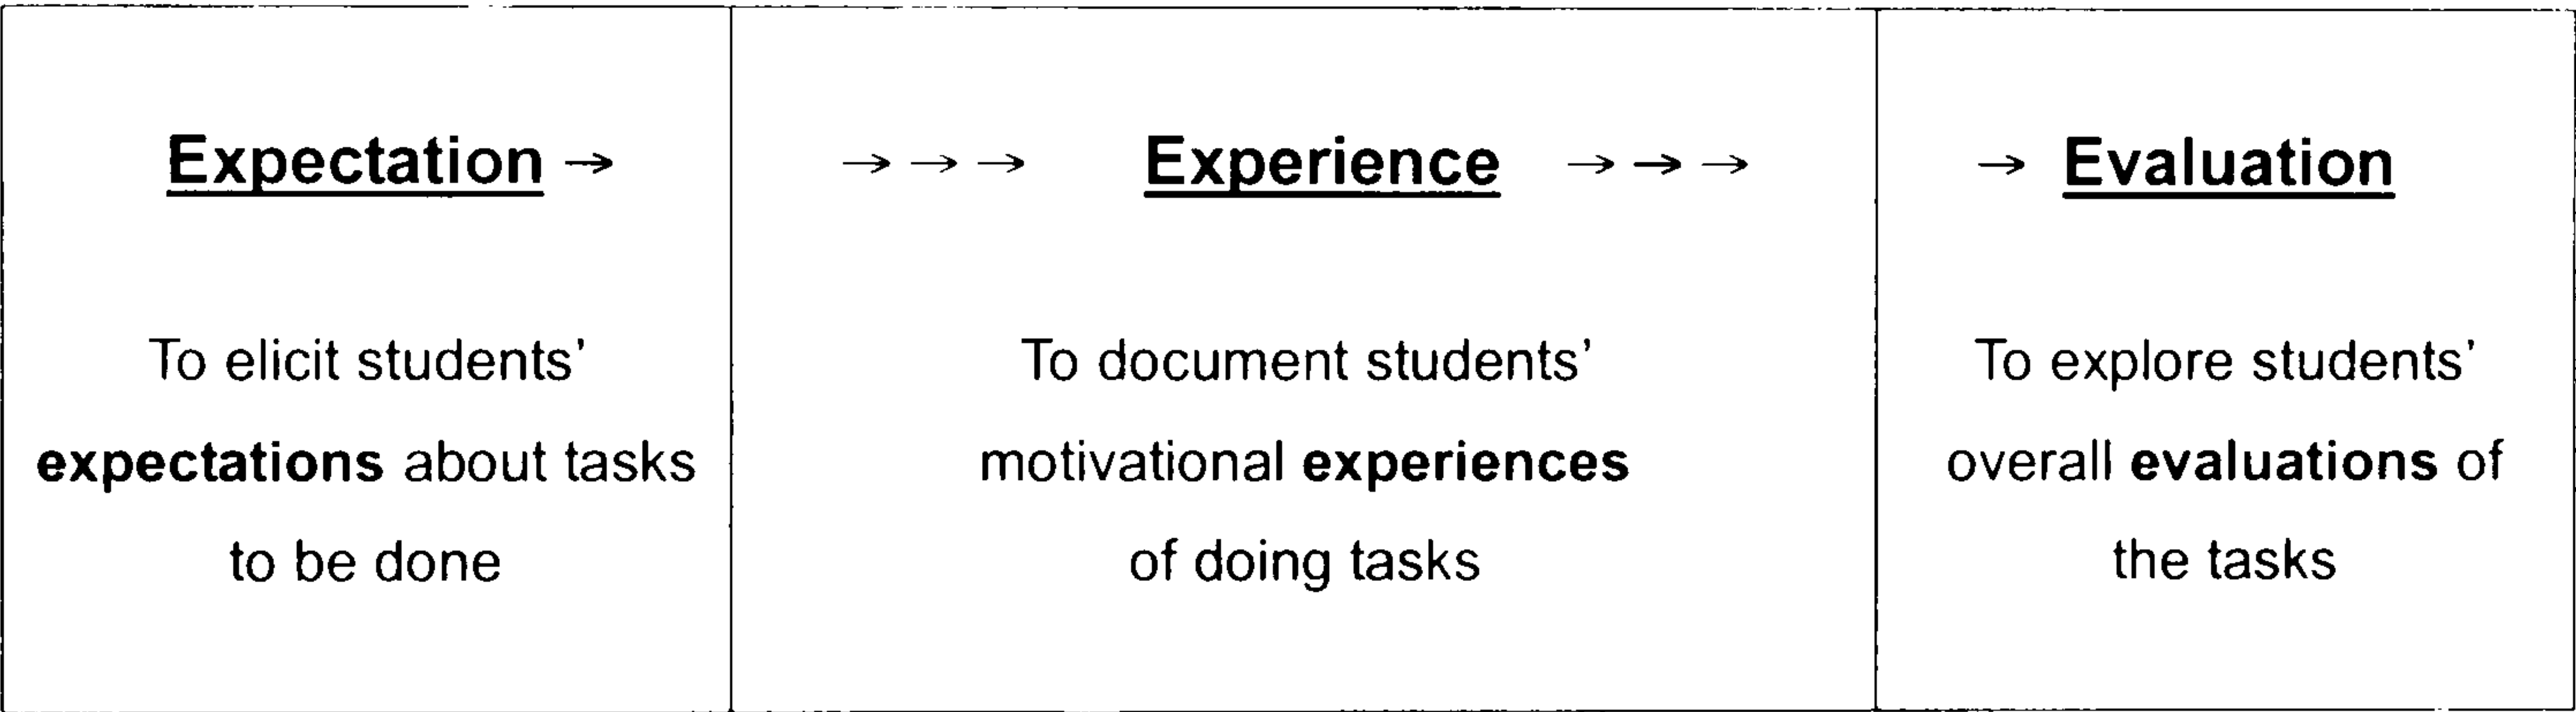 Expectation →
→ → → Experience → → →
→ Evaluation
To elicit students’
expectations about tasks
to be done
To document students’
motivational experiences
of doing tasks
To explore students’
overall evaluations of
the tasks